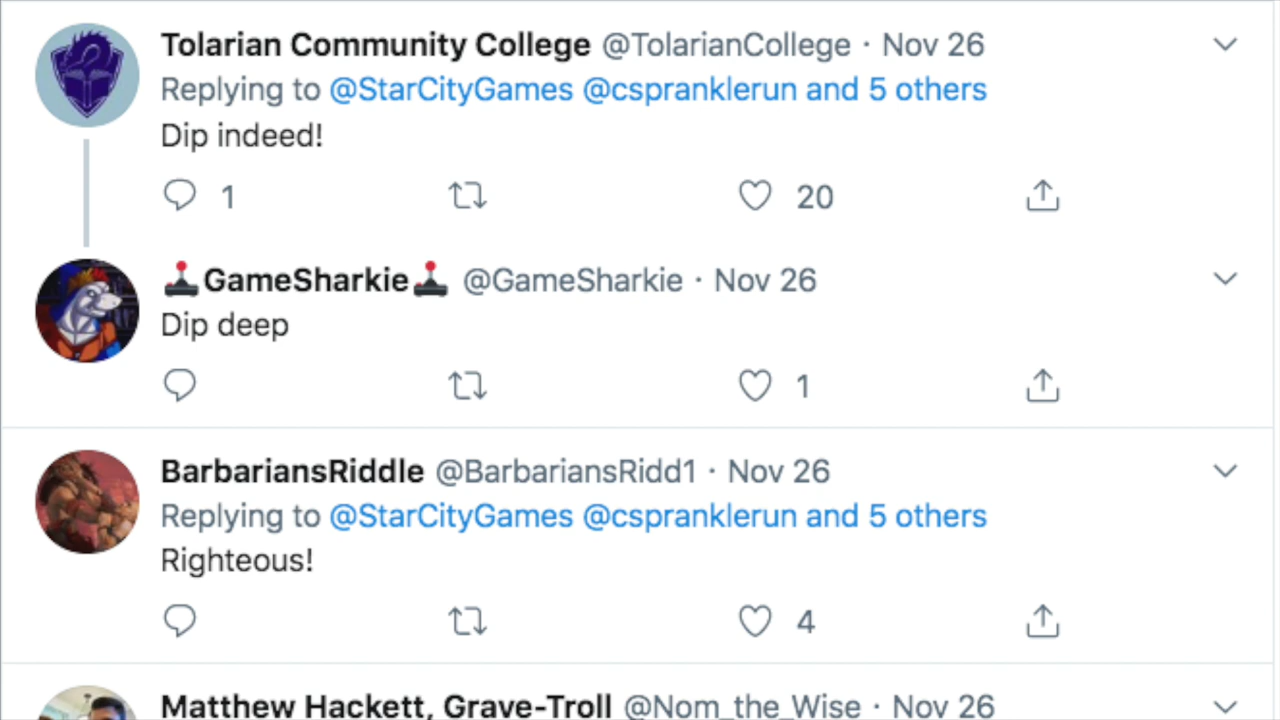 Tolarian Community College @TolarianCollege · Nov 26
Replying to @StarCityGames @cspranklerun and 5 others
Dip indeed!
1 20
GameSharkie @GameSharkie · Nov 26
Dip deep
1
BarbariansRiddle @BarbariansRidd1 · Nov 26
Replying to @StarCityGames @cspranklerun and 5 others
Righteous!
4
Matthew Hackett, Grave-Troll @Nom_the_Wise · Nov 26